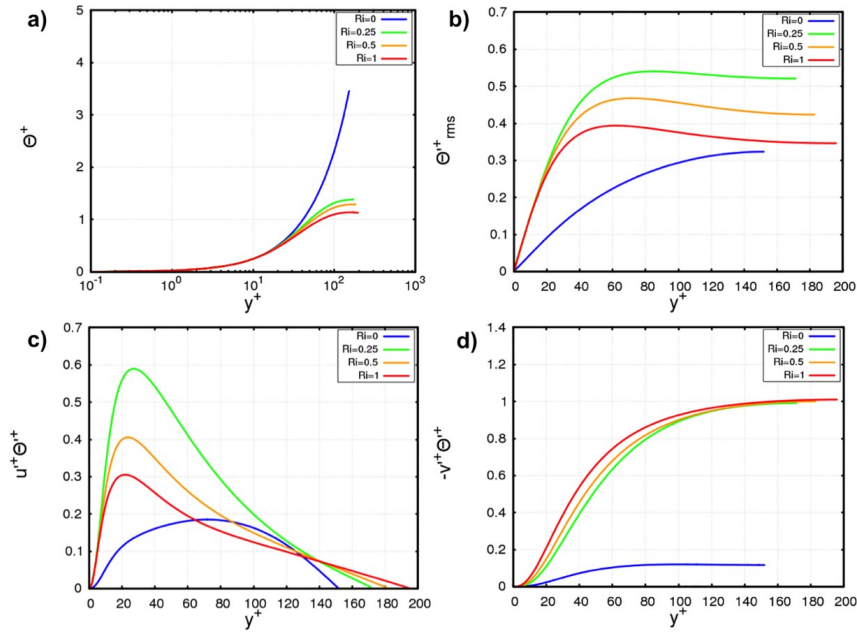 a)
Ri=0
Ri=0.25
Ri=0.5
Ri=1
5
4
3
2
1
0
Θ+
10-1
100
101
102
103
y+
b)
Ri=0
Ri=0.25
Ri=0.5
Ri=1
0.7
0.6
0.5
0.4
0.3
0.2
0.1
0
Θ'+rms
0 20 40 60 80 100 120 140 160 180 200
y+
c)
Ri=0
Ri=0.25
Ri=0.5
Ri=1
0.7
0.6
0.5
0.4
0.3
0.2
0.1
0
u'+Θ'+
0 20 40 60 80 100 120 140 160 180 200
y+
d)
Ri=0
Ri=0.25
Ri=0.5
Ri=1
1.4
1.2
1
0.8
0.6
0.4
0.2
0
-v'+Θ'+
0 20 40 60 80 100 120 140 160 180 200
y+